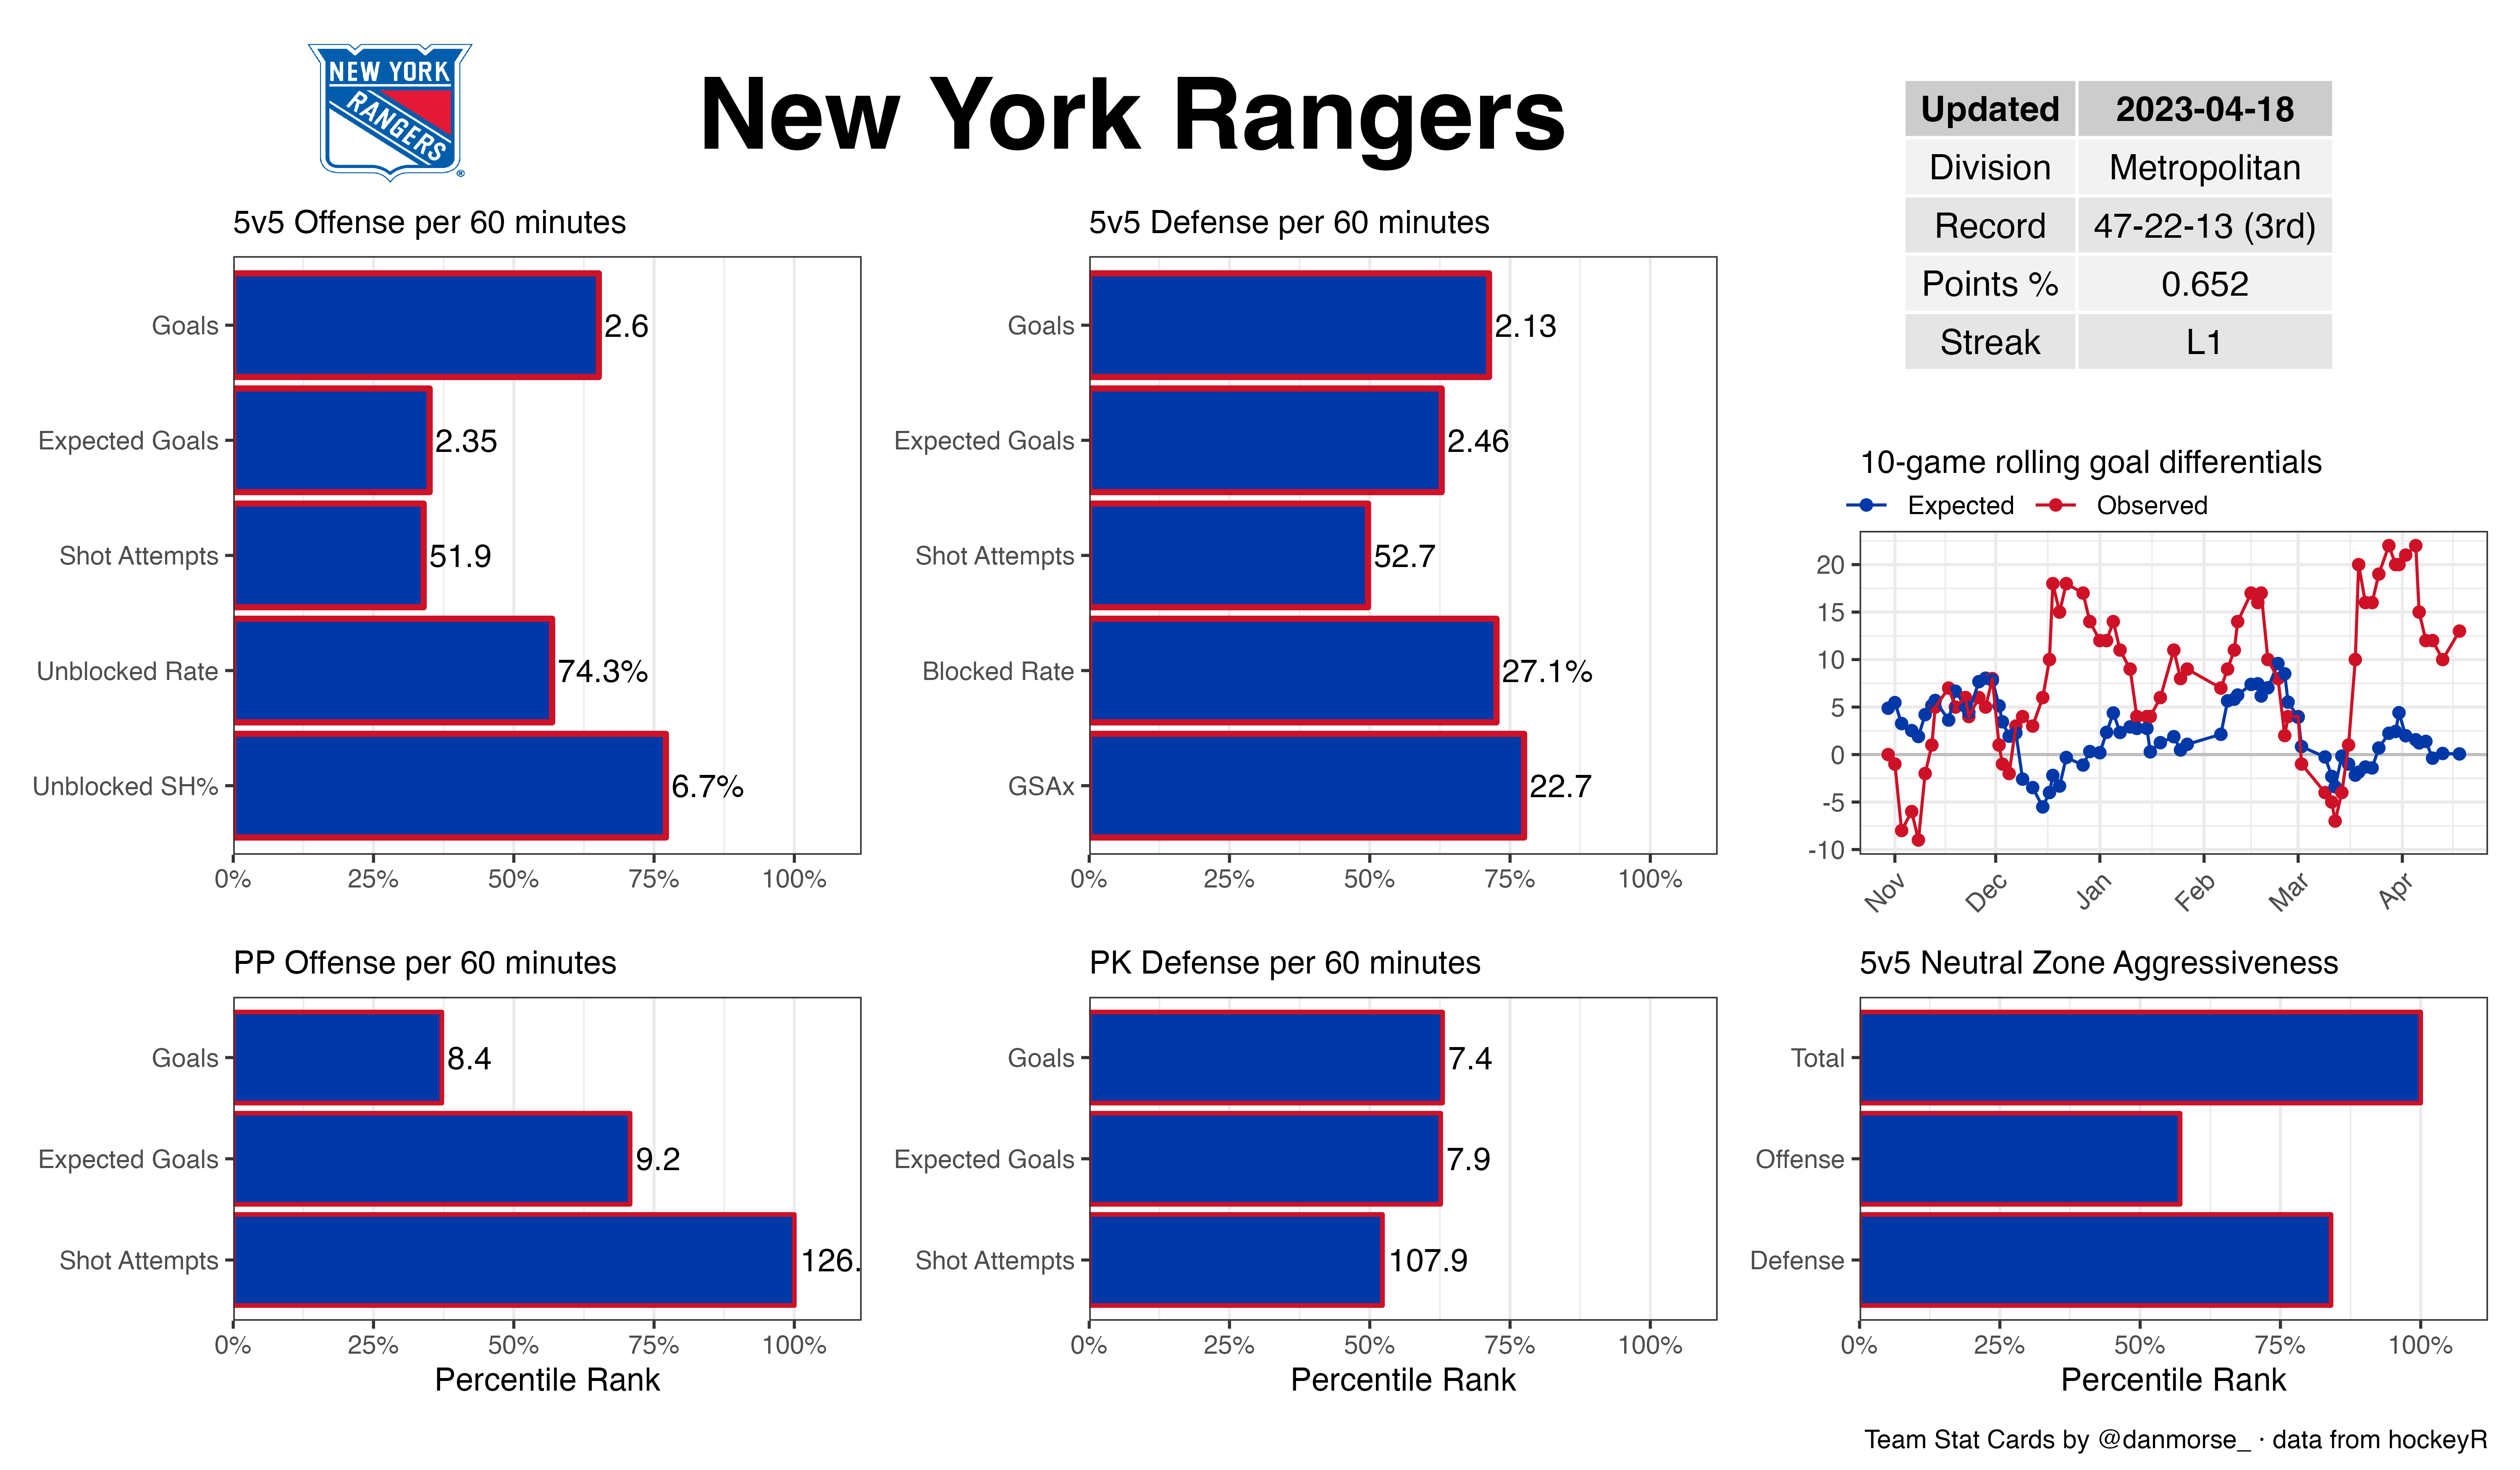 NEW YORK
RANGERS
®
New York Rangers
Updated 2023-04-18
Division Metropolitan
Record 47-22-13 (3rd)
Points % 0.652
Streak L1
5v5 Offense per 60 minutes
Goals 2.6
Expected Goals 2.35
Shot Attempts 51.9
Unblocked Rate 74.3%
Unblocked SH% 6.7%
0% 25% 50% 75% 100%
5v5 Defense per 60 minutes
Goals 2.13
Expected Goals 2.46
Shot Attempts 52.7
Blocked Rate 27.1%
GSAx 22.7
0% 25% 50% 75% 100%
10-game rolling goal differentials
Expected Observed
20
15
10
5
0
-5
-10
Nov Dec Jan Feb Mar Apr
PP Offense per 60 minutes
Goals 8.4
Expected Goals 9.2
Shot Attempts 126.
0% 25% 50% 75% 100%
Percentile Rank
PK Defense per 60 minutes
Goals 7.4
Expected Goals 7.9
Shot Attempts 107.9
0% 25% 50% 75% 100%
Percentile Rank
5v5 Neutral Zone Aggressiveness
Total
Offense
Defense
0% 25% 50% 75% 100%
Percentile Rank
Team Stat Cards by @danmorse_ · data from hockeyR